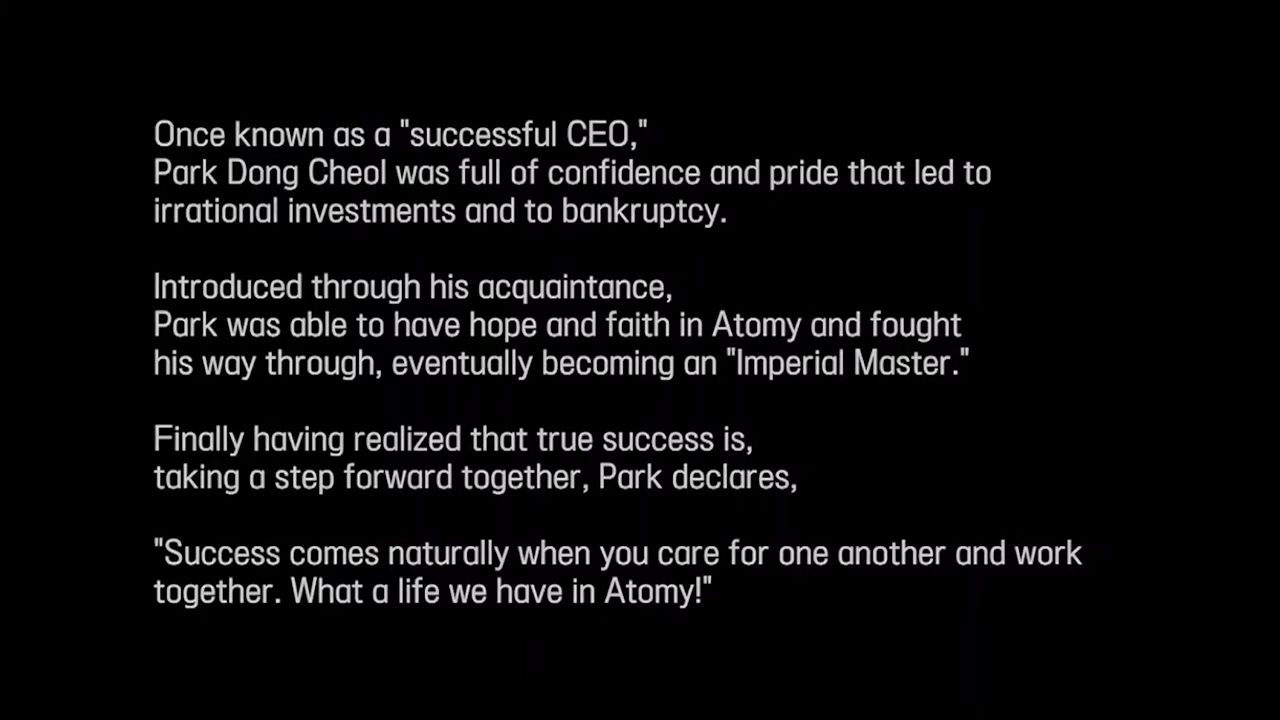 Once known as a "successful CEO,"
Park Dong Cheol was full of confidence and pride that led to
irrational investments and to bankruptcy.
Introduced through his acquaintance,
Park was able to have hope and faith in Atomy and fought
his way through, eventually becoming an "Imperial Master."
Finally having realized that true success is,
taking a step forward together, Park declares,
"Success comes naturally when you care for one another and work
together. What a life we have in Atomy!"